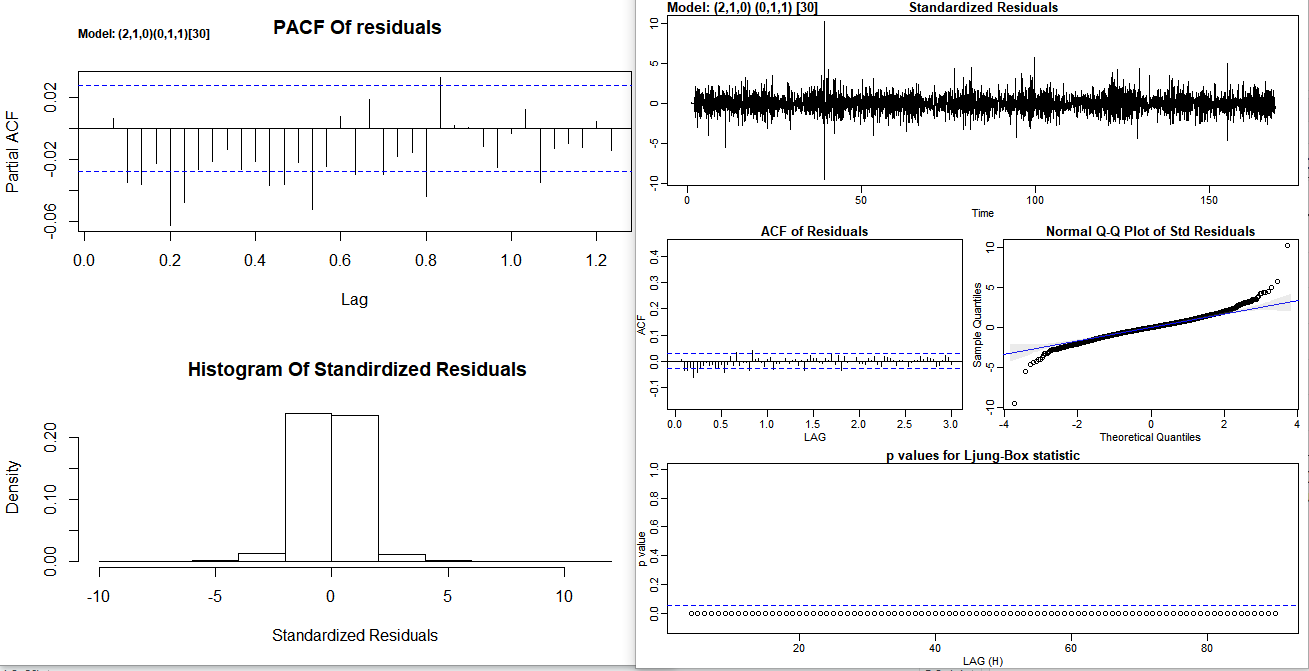 PACF Of residuals
Model: (2,1,0)(0,1,1)[30]
Partial ACF
0.02
-0.02
-0.06
0.0 0.2 0.4 0.6 0.8 1.0 1.2
Lag
Histogram Of Standirdized Residuals
Density
0.20
0.10
0.00
-10 -5 0 5 10
Standardized Residuals
Model: (2,1,0) (0,1,1) [30]
Standardized Residuals
10
5
0
-5
-10
0 50 100 150
Time
ACF of Residuals
ACF
0.4
0.3
0.2
0.1
0.0
-0.1
0.0 0.5 1.0 1.5 2.0 2.5 3.0
LAG
Normal Q-Q Plot of Std Residuals
Sample Quantiles
10
5
0
-5
-10
-4 -2 0 2 4
Theoretical Quantiles
p values for Ljung-Box statistic
p value
1.0
0.8
0.6
0.4
0.2
0.0
20 40 60 80
LAG (H)